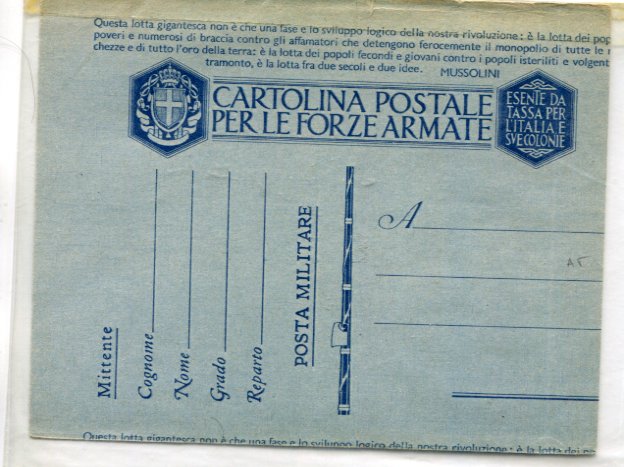 Questa lotta gigantesca non è che una fase e lo sviluppo logico della nostra rivoluzione: è la lotta dei pop
poveri e numerosi di braccia contro gli affamatori che detengono ferocemente il monopolio di tutte le r
chezze e di tutto l'oro della terra: è la lotta dei popoli fecondi e giovani contro i popoli isteriliti e volgent
tramonto, è la lotta fra due secoli e due idee. MUSSOLINI
CARTOLINA POSTALE
PER LE FORZE ARMATE
ESENTE DA
TASSA PER
L'ITALIA E
SVE COLONIE
Mittente
Cognome
Nome
Grado
Reparto
POSTA MILITARE
A
Questa lotta gigantesca non è che una fase e lo sviluppo logico della nostra rivoluzione: è la lotta dei po